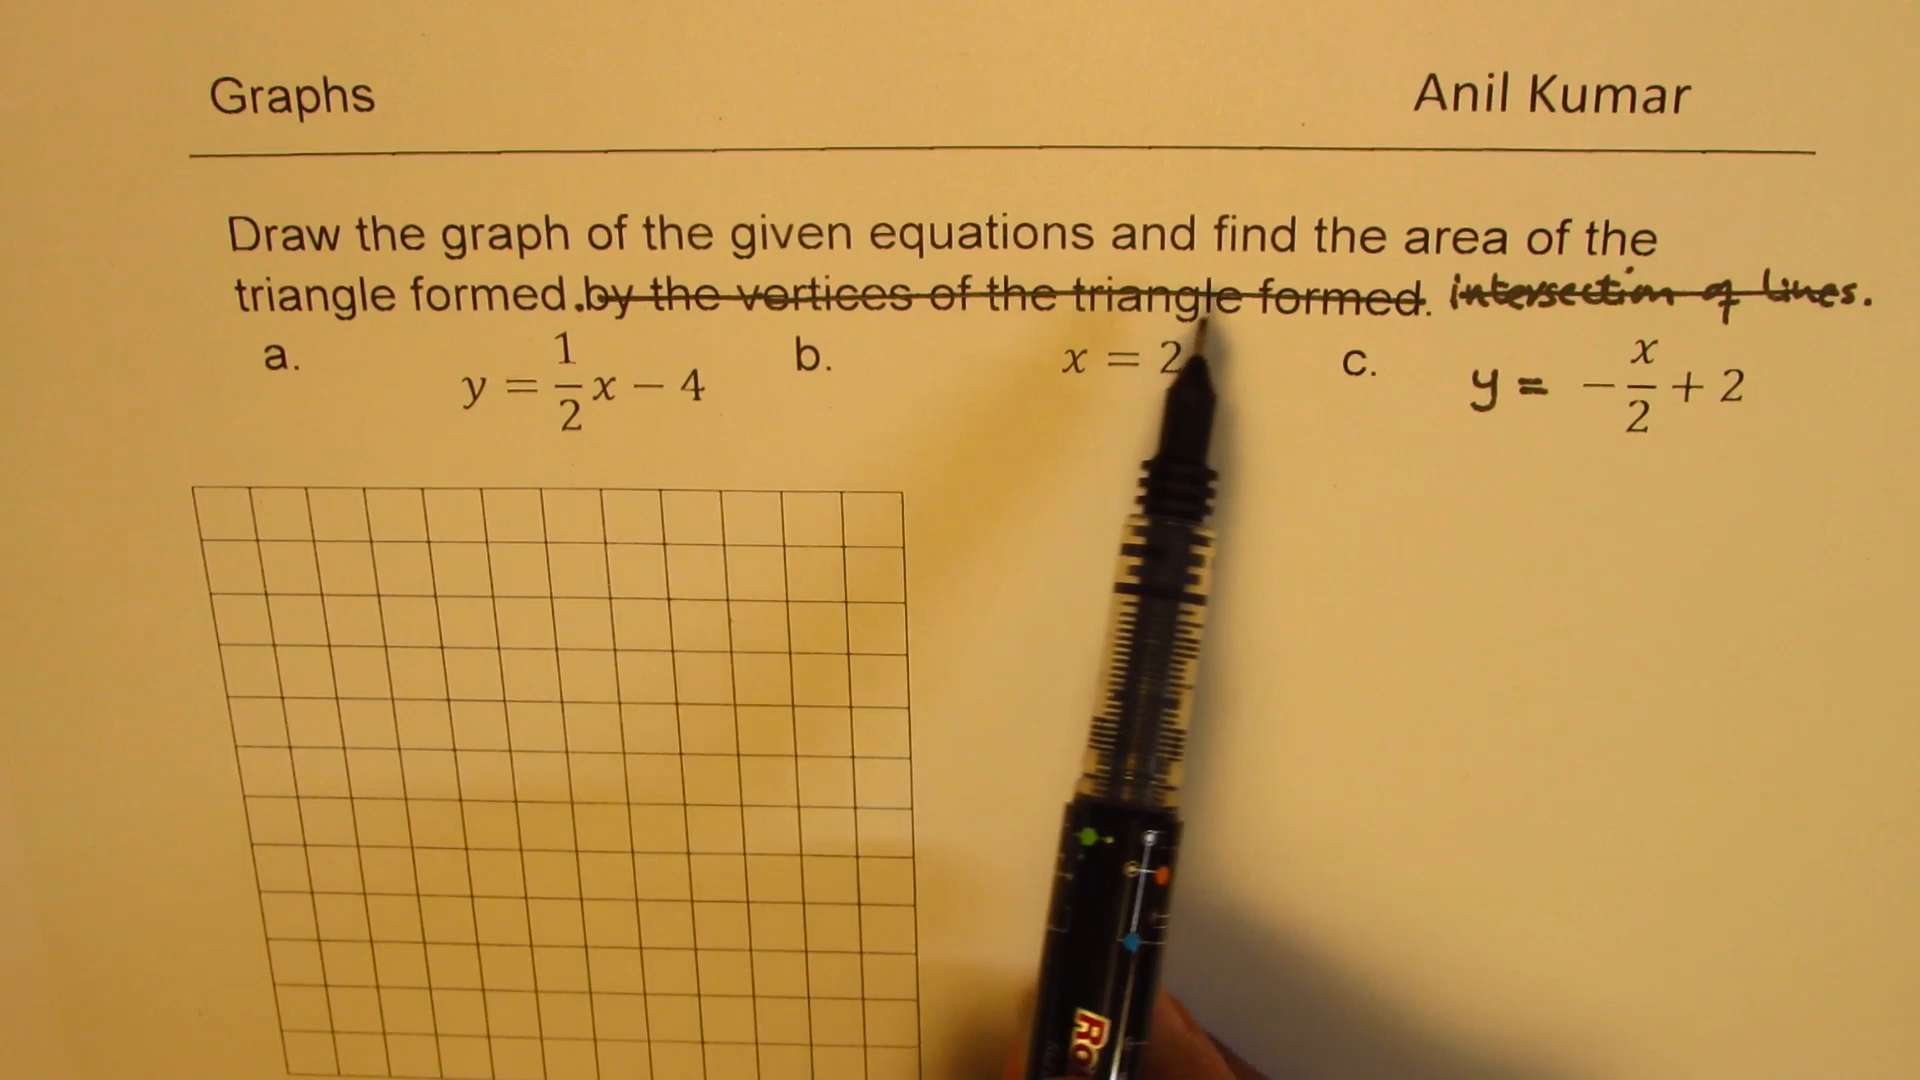 Graphs Anil Kumar
Draw the graph of the given equations and find the area of the
triangle formed. by the vertices of the triangle formed. intersection of lines.
a. y = 1/2 x − 4 b. x = 2 c. y = − x/2 + 2
Ro